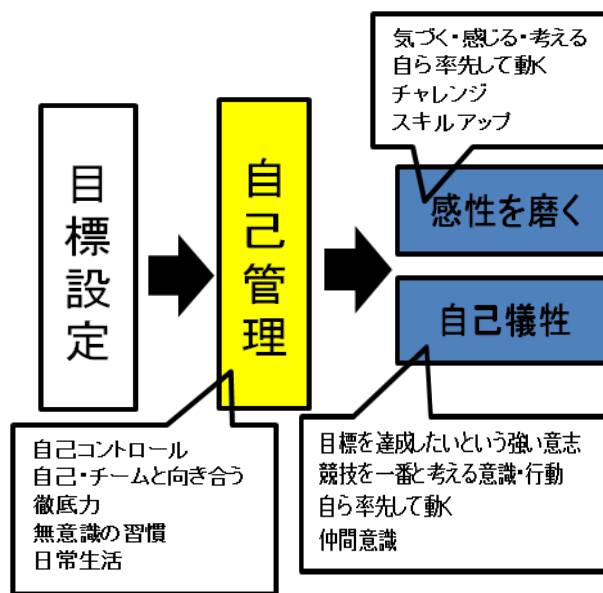 目標設定
自己管理
気づく・感じる・考える
自ら率先して動く
チャレンジ
スキルアップ
感性を磨く
自己犠牲
自己コントロール
自己・チームと向き合う
徹底力
無意識の習慣
日常生活
目標を達成したいという強い意志
競技を一番と考える意識・行動
自ら率先して動く
仲間意識